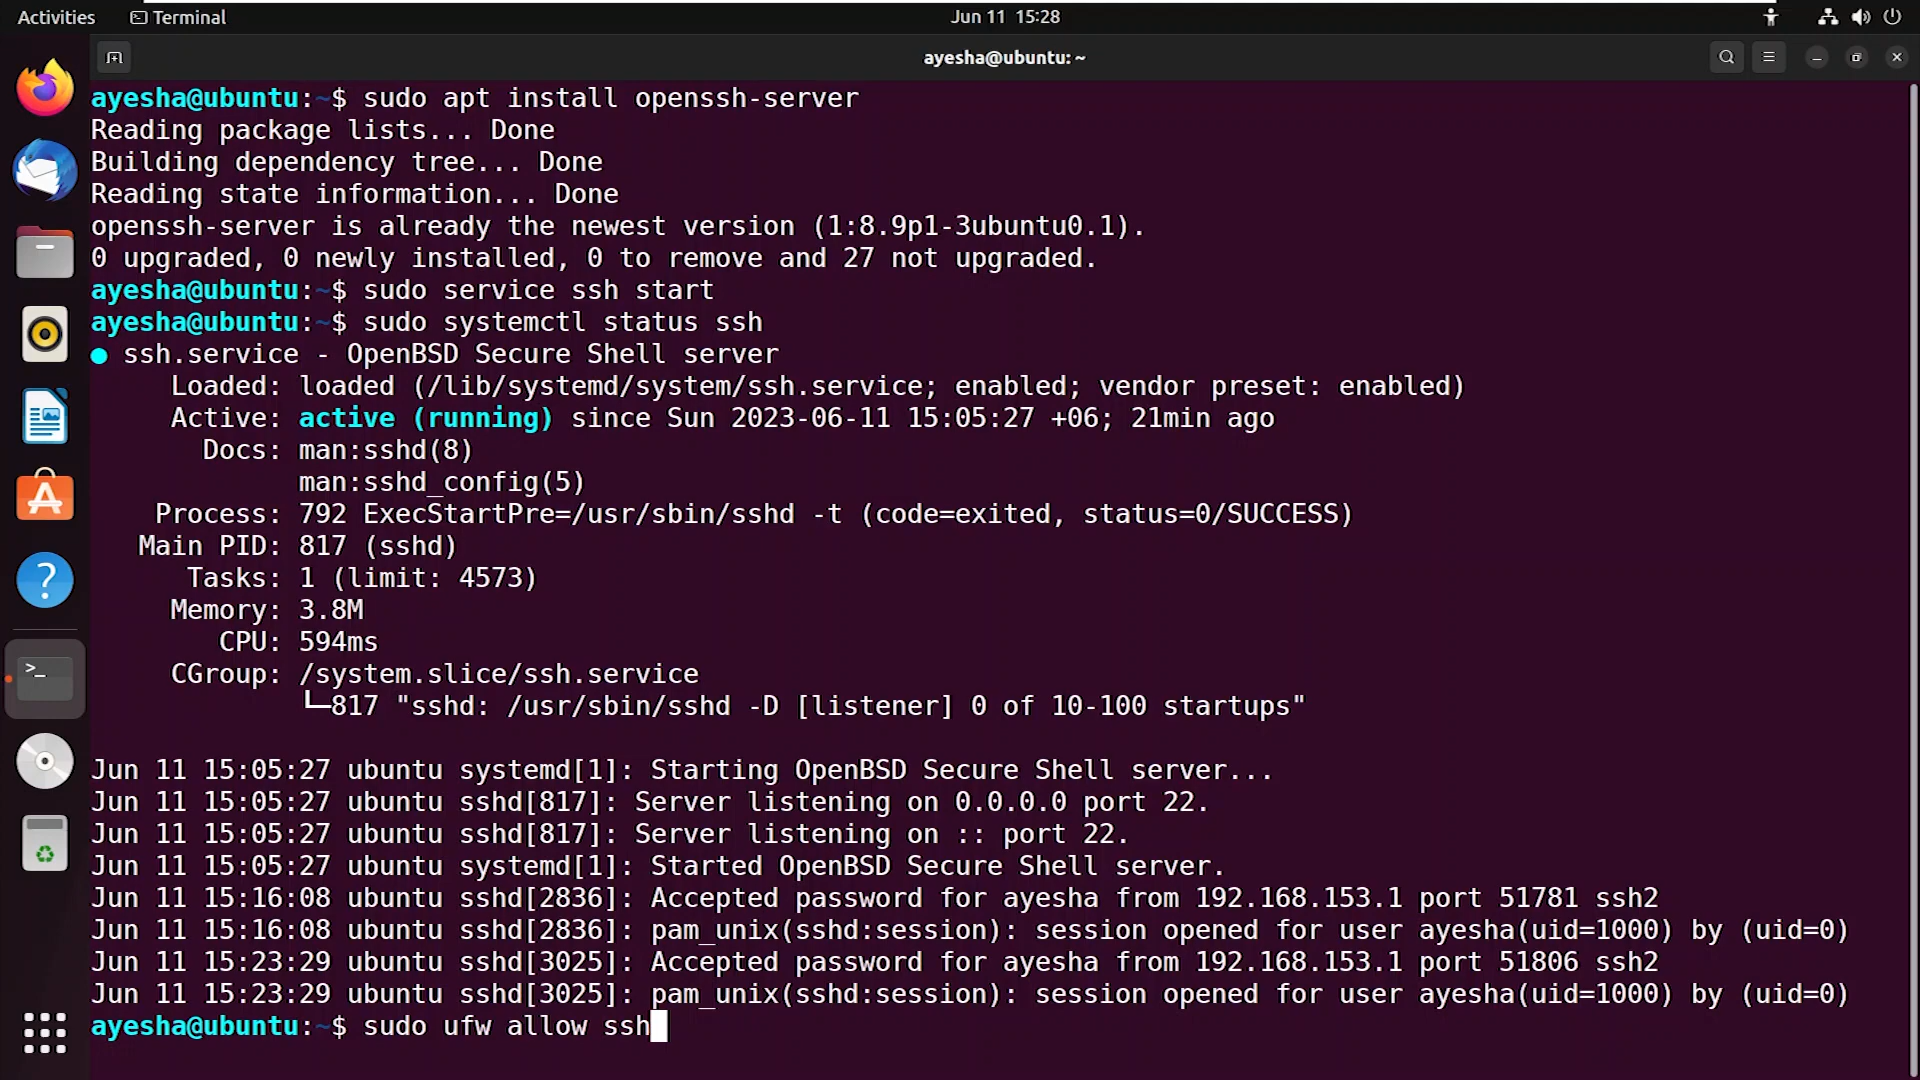 Activities Terminal Jun 11 15:28
ayesha@ubuntu: ~
ayesha@ubuntu:~$ sudo apt install openssh-server
Reading package lists... Done
Building dependency tree... Done
Reading state information... Done
openssh-server is already the newest version (1:8.9p1-3ubuntu0.1).
0 upgraded, 0 newly installed, 0 to remove and 27 not upgraded.
ayesha@ubuntu:~$ sudo service ssh start
ayesha@ubuntu:~$ sudo systemctl status ssh
● ssh.service - OpenBSD Secure Shell server
Loaded: loaded (/lib/systemd/system/ssh.service; enabled; vendor preset: enabled)
Active: active (running) since Sun 2023-06-11 15:05:27 +06; 21min ago
Docs: man:sshd(8)
man:sshd_config(5)
Process: 792 ExecStartPre=/usr/sbin/sshd -t (code=exited, status=0/SUCCESS)
Main PID: 817 (sshd)
Tasks: 1 (limit: 4573)
Memory: 3.8M
CPU: 594ms
CGroup: /system.slice/ssh.service
└─817 "sshd: /usr/sbin/sshd -D [listener] 0 of 10-100 startups"
Jun 11 15:05:27 ubuntu systemd[1]: Starting OpenBSD Secure Shell server...
Jun 11 15:05:27 ubuntu sshd[817]: Server listening on 0.0.0.0 port 22.
Jun 11 15:05:27 ubuntu sshd[817]: Server listening on :: port 22.
Jun 11 15:05:27 ubuntu systemd[1]: Started OpenBSD Secure Shell server.
Jun 11 15:16:08 ubuntu sshd[2836]: Accepted password for ayesha from 192.168.153.1 port 51781 ssh2
Jun 11 15:16:08 ubuntu sshd[2836]: pam_unix(sshd:session): session opened for user ayesha(uid=1000) by (uid=0)
Jun 11 15:23:29 ubuntu sshd[3025]: Accepted password for ayesha from 192.168.153.1 port 51806 ssh2
Jun 11 15:23:29 ubuntu sshd[3025]: pam_unix(sshd:session): session opened for user ayesha(uid=1000) by (uid=0)
ayesha@ubuntu:~$ sudo ufw allow ssh